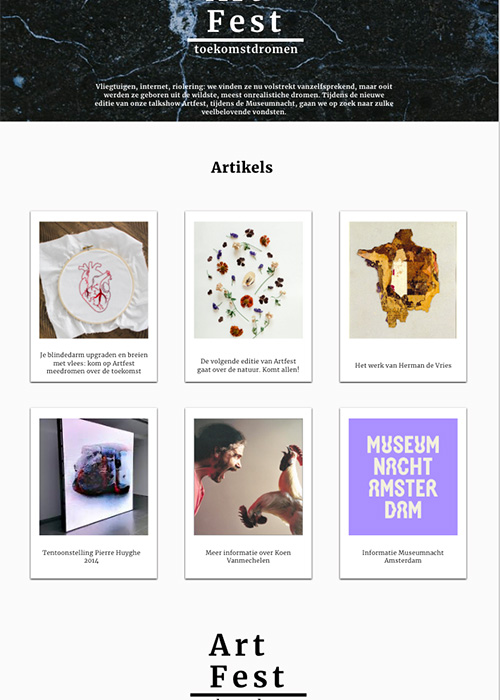 Fest
toekomstdromen
Vliegtuigen, internet, riolering: we vinden ze nu volstrekt vanzelfsprekend, maar ooit
werden ze geboren uit de wildste, meest onrealistische dromen. Tijdens de nieuwe
editie van onze talkshow Artfest, tijdens de Museumnacht, gaan we op zoek naar zulke
veelbelovende vondsten.
Artikels
Je blindedarm upgraden en breien
met vlees: kom op Artfest
meedromen over de toekomst
De volgende editie van Artfest
gaat over de natuur. Komt allen!
Het werk van Herman de Vries
MUSEUM
NACHT
AMSTER
DAM
Tentoonstelling Pierre Huyghe
2014
Meer informatie over Koen
Vanmechelen
Informatie Museumnacht
Amsterdam
Art
Fest